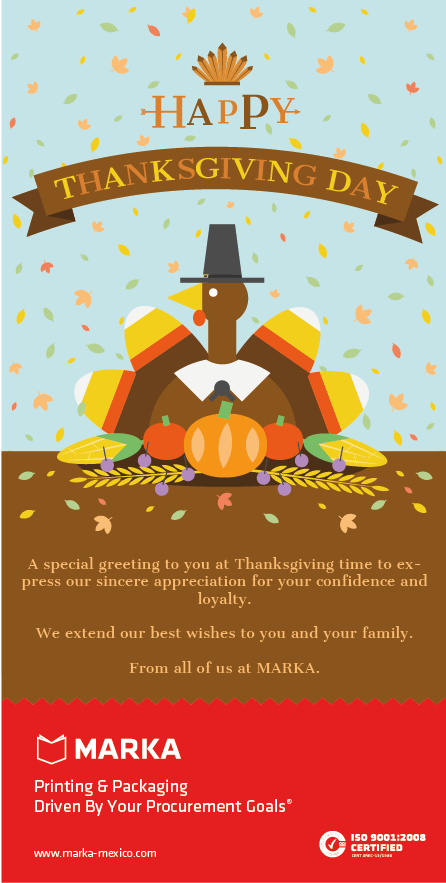 HAPPY
THANKSGIVING DAY
A special greeting to you at Thanksgiving time to ex-
press our sincere appreciation for your confidence and
loyalty.
We extend our best wishes to you and your family.
From all of us at MARKA.
MARKA
Printing & Packaging
Driven By Your Procurement Goals®
www.marka-mexico.com
ISO 9001:2008
CERTIFIED